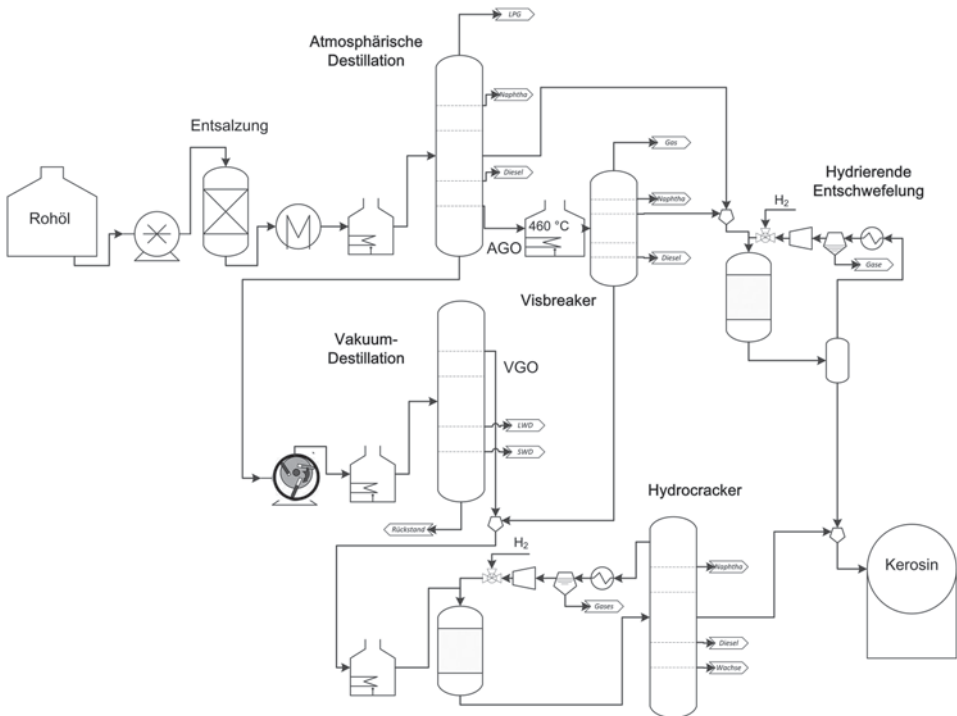 LPG
Atmosphärische
Destillation
Naphtha
Entsalzung
Gas
Hydrierende
Entschwefelung
Diesel
Naphtha
H2
Rohöl
460 °C
AGO
Diesel
Gase
Visbreaker
Vakuum-
Destillation
VGO
LWD
SWD
Hydrocracker
Rückstand
H2
Naphtha
Kerosin
Gases
Diesel
Wachse